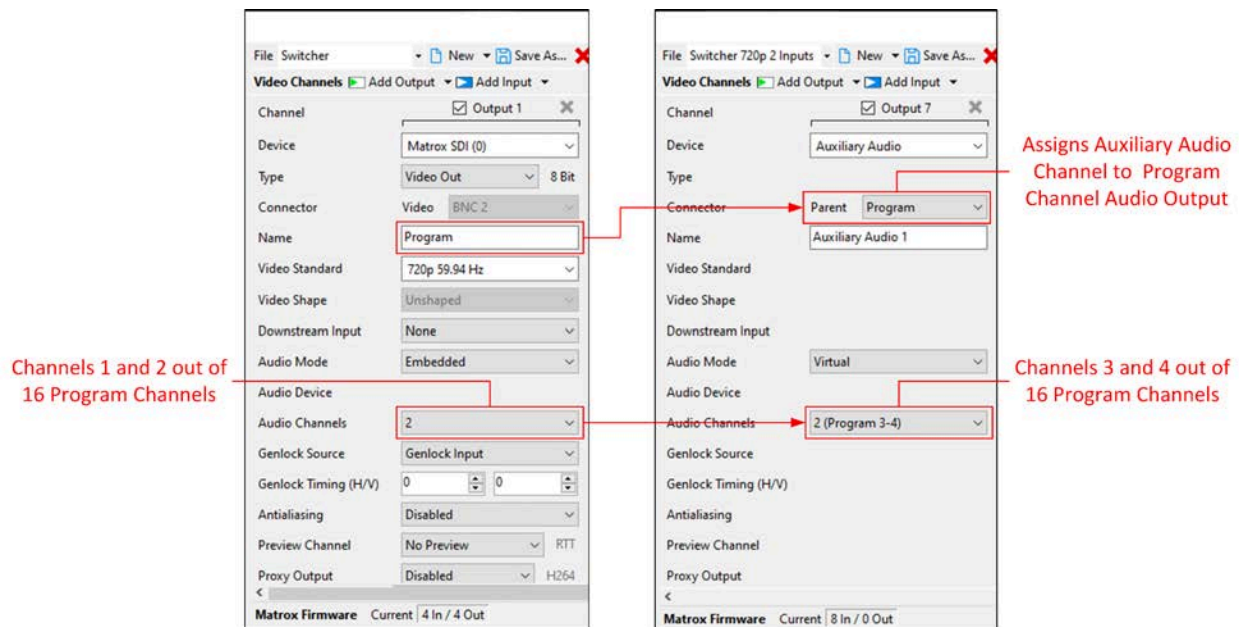 File Switcher New Save As...
Video Channels Add Output Add Input
Channel Output 1
Device Matrox SDI (0)
Type Video Out 8 Bit
Connector Video BNC 2
Name Program
Video Standard 720p 59.94 Hz
Video Shape Unshaped
Downstream Input None
Audio Mode Embedded
Audio Device
Audio Channels 2
Genlock Source Genlock Input
Genlock Timing (H/V) 0 0
Antialiasing Disabled
Preview Channel No Preview RTT
Proxy Output Disabled H264
Matrox Firmware Current 4 In / 4 Out
Channels 1 and 2 out of
16 Program Channels
File Switcher 720p 2 Inputs New Save As...
Video Channels Add Output Add Input
Channel Output 7
Device Auxiliary Audio
Type
Connector Parent Program
Name Auxiliary Audio 1
Video Standard
Video Shape
Downstream Input
Audio Mode Virtual
Audio Device
Audio Channels 2 (Program 3-4)
Genlock Source
Genlock Timing (H/V)
Antialiasing
Preview Channel
Proxy Output
Matrox Firmware Current 8 In / 0 Out
Assigns Auxiliary Audio
Channel to Program
Channel Audio Output
Channels 3 and 4 out of
16 Program Channels